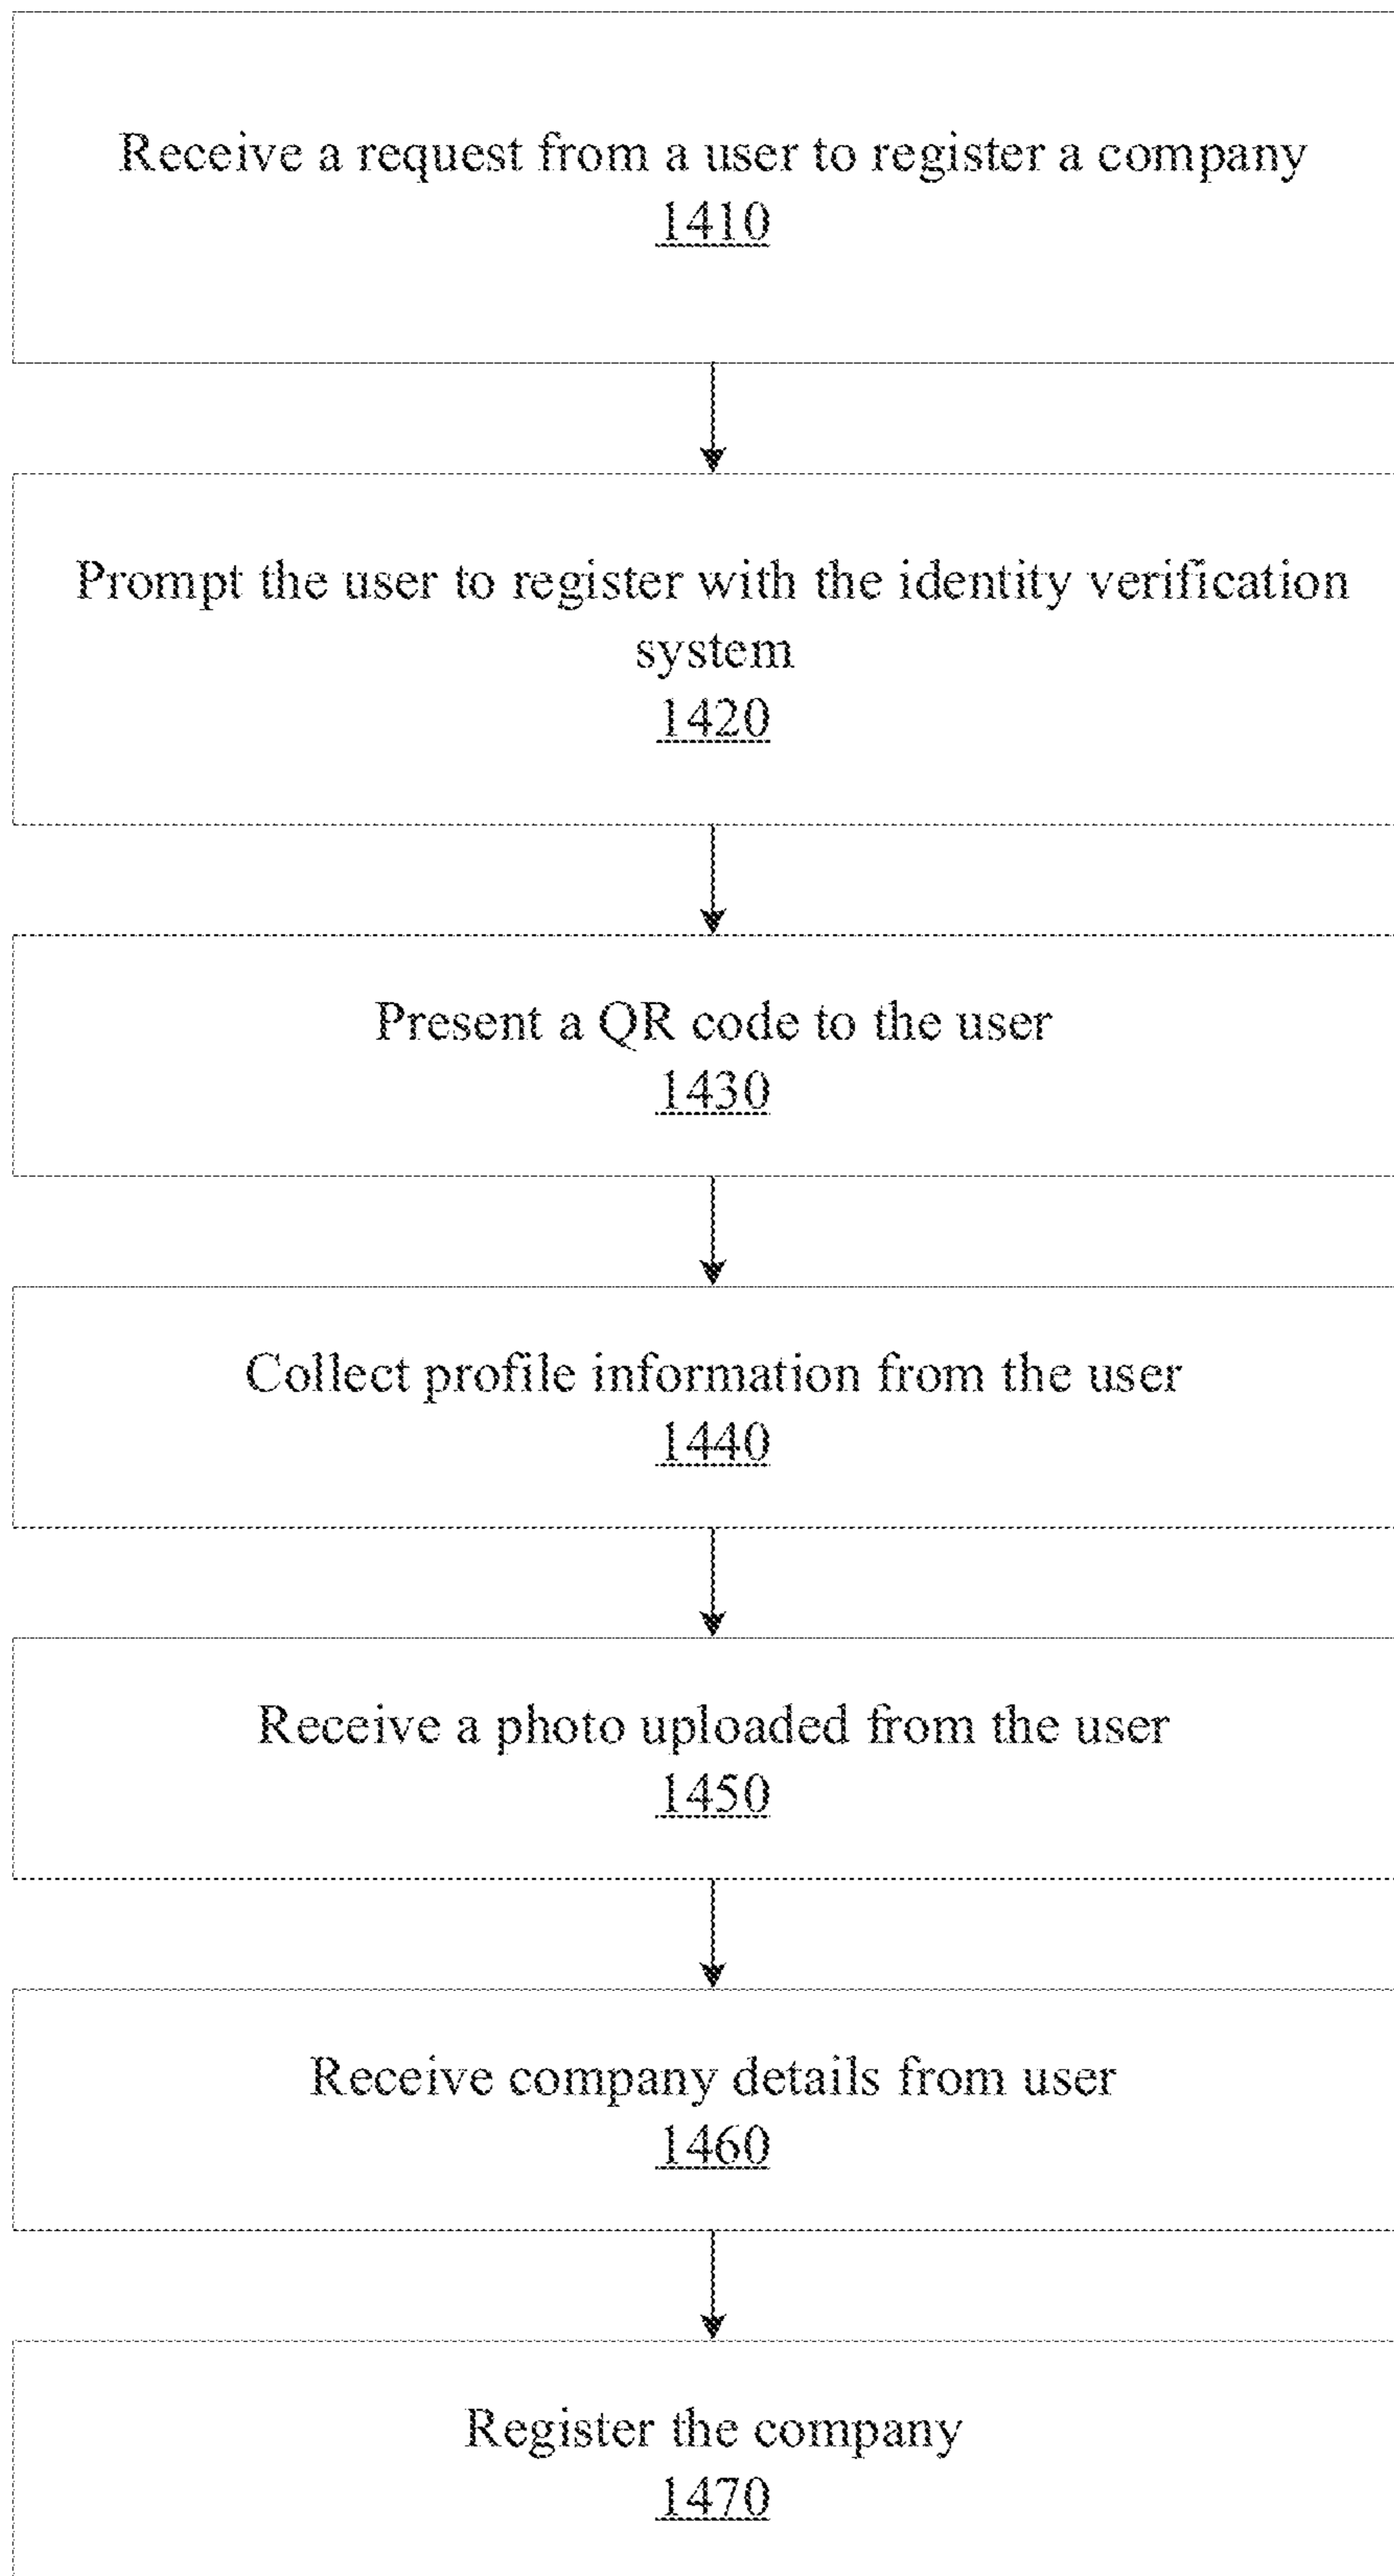 Receive a request from a user to register a company
1410
Prompt the user to register with the identity verification
system
1420
Present a QR code to the user
1430
Collect profile information from the user
1440
Receive a photo uploaded from the user
1450
Receive company details from user
1460
Register the company
1470